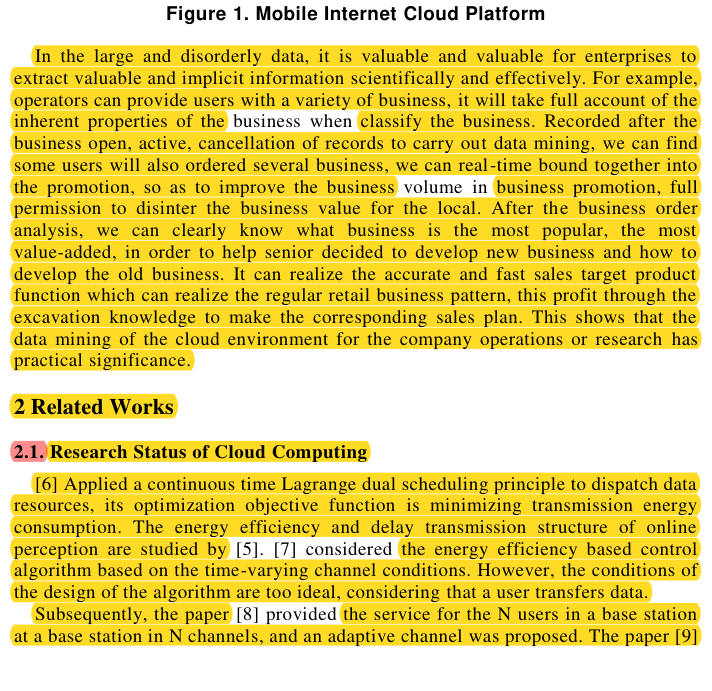 Figure 1. Mobile Internet Cloud Platform
In the large and disorderly data, it is valuable and valuable for enterprises to
extract valuable and implicit information scientifically and effectively. For example,
operators can provide users with a variety of business, it will take full account of the
inherent properties of the business when classify the business. Recorded after the
business open, active, cancellation of records to carry out data mining, we can find
some users will also ordered several business, we can real-time bound together into
the promotion, so as to improve the business volume in business promotion, full
permission to disinter the business value for the local. After the business order
analysis, we can clearly know what business is the most popular, the most
value-added, in order to help senior decided to develop new business and how to
develop the old business. It can realize the accurate and fast sales target product
function which can realize the regular retail business pattern, this profit through the
excavation knowledge to make the corresponding sales plan. This shows that the
data mining of the cloud environment for the company operations or research has
practical significance.
2 Related Works
2.1. Research Status of Cloud Computing
[6] Applied a continuous time Lagrange dual scheduling principle to dispatch data
resources, its optimization objective function is minimizing transmission energy
consumption. The energy efficiency and delay transmission structure of online
perception are studied by [5]. [7] considered the energy efficiency based control
algorithm based on the time-varying channel conditions. However, the conditions of
the design of the algorithm are too ideal, considering that a user transfers data.
Subsequently, the paper [8] provided the service for the N users in a base station
at a base station in N channels, and an adaptive channel was proposed. The paper [9]